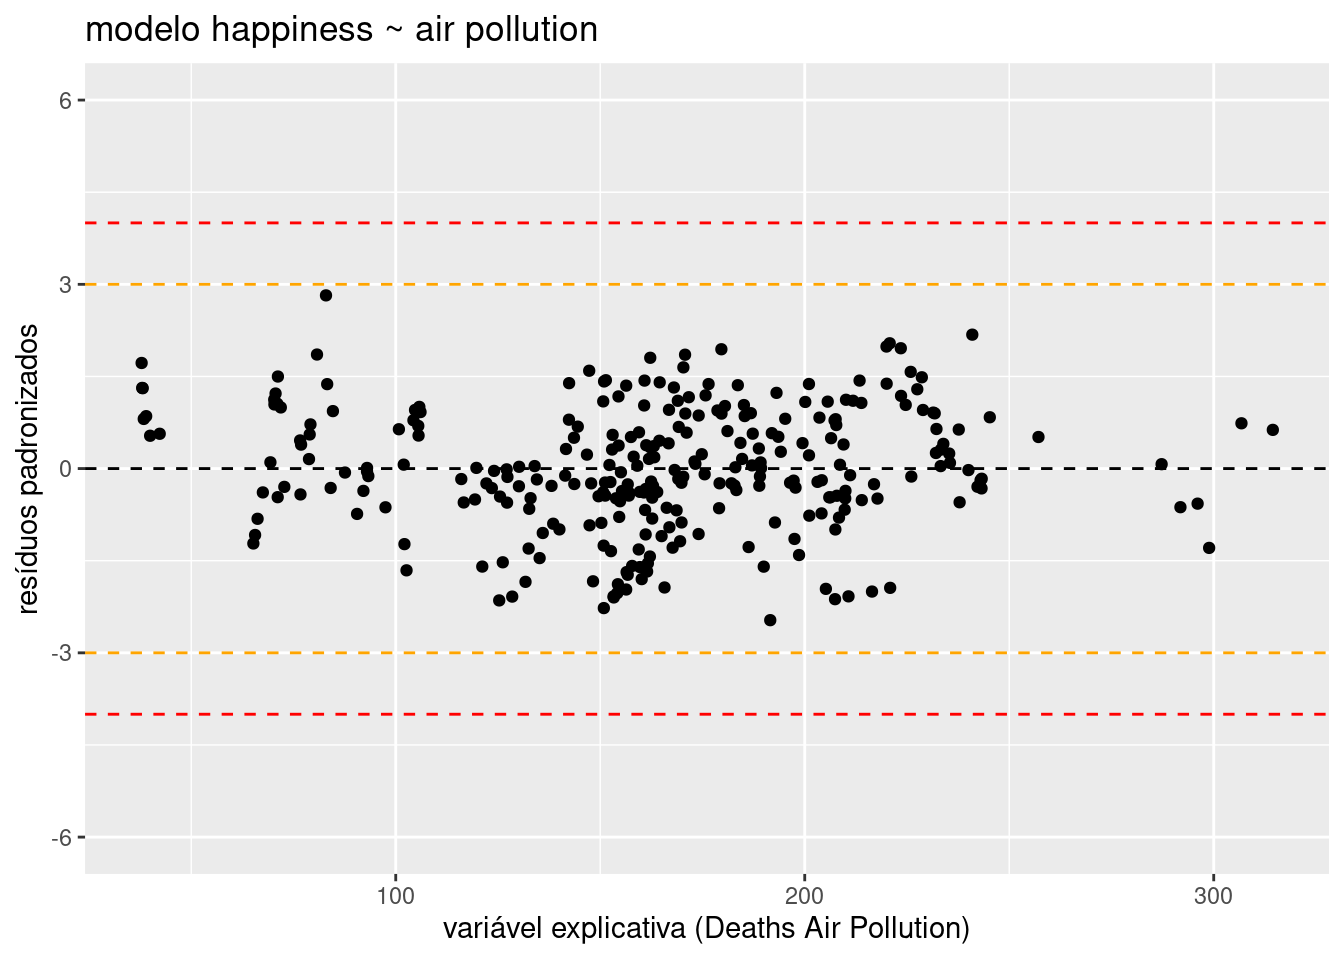 modelo happiness ~ air pollution
6
3
0
-3
-6
resíduos padronizados
100
200
300
variável explicativa (Deaths Air Pollution)